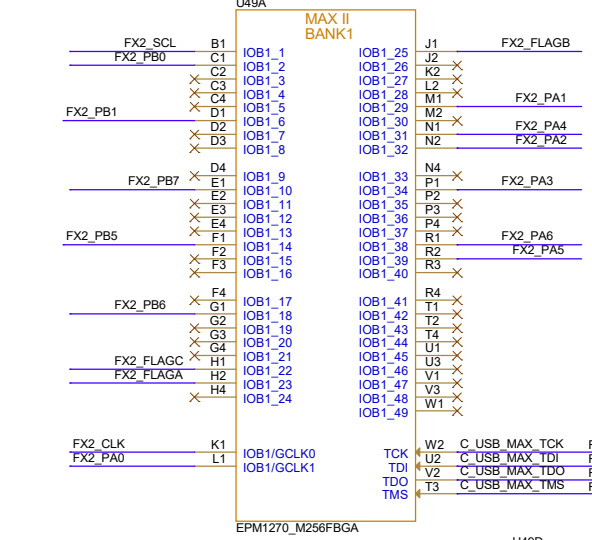 U49A
MAX II
BANK1
FX2_SCL B1 IOB1_1 IOB1_25 J1 FX2_FLAGB
FX2_PB0 C1 IOB1_2 IOB1_26 J2
C2 IOB1_3 IOB1_27 K2
C3 IOB1_4 IOB1_28 L2
C4 IOB1_5 IOB1_29 M1 FX2_PA1
FX2_PB1 D1 IOB1_6 IOB1_30 M2
D2 IOB1_7 IOB1_31 N1 FX2_PA4
D3 IOB1_8 IOB1_32 N2 FX2_PA2
D4 IOB1_9 IOB1_33 N4
FX2_PB7 E1 IOB1_10 IOB1_34 P1 FX2_PA3
E2 IOB1_11 IOB1_35 P2
E3 IOB1_12 IOB1_36 P3
E4 IOB1_13 IOB1_37 P4
FX2_PB5 F1 IOB1_14 IOB1_38 R1 FX2_PA6
F2 IOB1_15 IOB1_39 R2 FX2_PA5
F3 IOB1_16 IOB1_40 R3
F4 IOB1_17 IOB1_41 R4
FX2_PB6 G1 IOB1_18 IOB1_42 T1
G2 IOB1_19 IOB1_43 T2
G3 IOB1_20 IOB1_44 T4
G4 IOB1_21 IOB1_45 U1
FX2_FLAGC H1 IOB1_22 IOB1_46 U3
FX2_FLAGA H2 IOB1_23 IOB1_47 V1
H4 IOB1_24 IOB1_48 V3
IOB1_49 W1
FX2_CLK K1 IOB1/GCLK0 TCK W2 C_USB_MAX_TCK
FX2_PA0 L1 IOB1/GCLK1 TDI U2 C_USB_MAX_TDI
TDO V2 C_USB_MAX_TDO
TMS T3 C_USB_MAX_TMS
EPM1270_M256FBGA